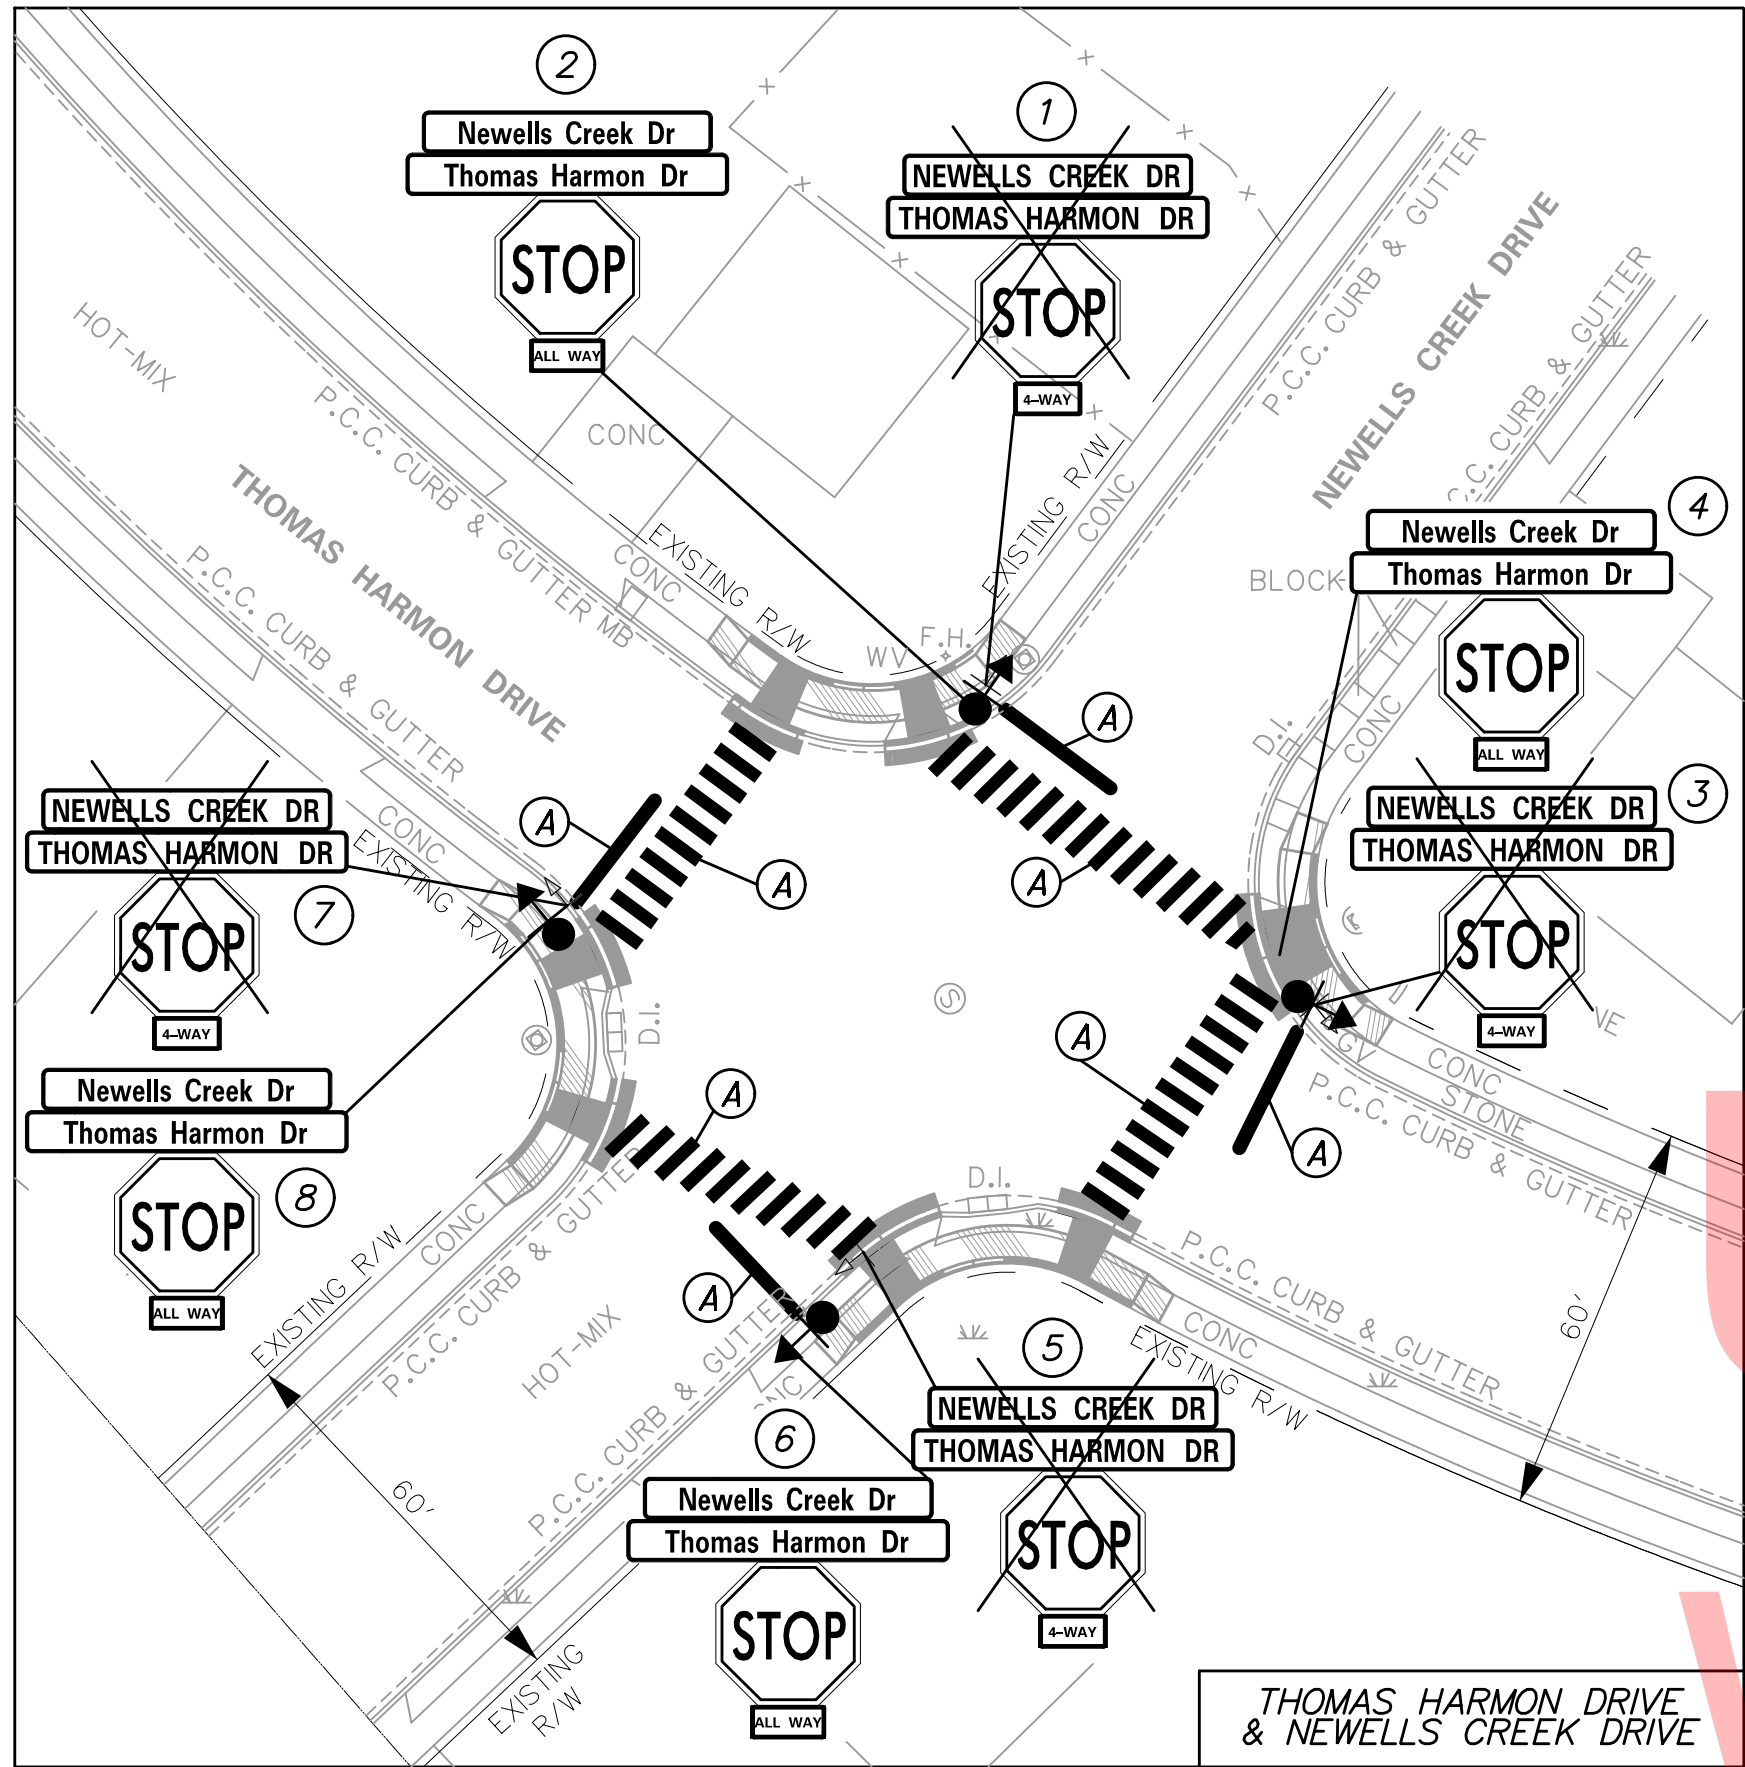 2
Newells Creek Dr
Thomas Harmon Dr
STOP
ALL WAY
1
NEWELLS CREEK DR
THOMAS HARMON DR
STOP
4-WAY
HOT-MIX
P.C.C. CURB & GUTTER
MB
CONC
THOMAS HARMON DRIVE
P.C.C. CURB & GUTTER
CONC
EXISTING R/W
EXISTING R/W
CONC
P.C.C. CURB & GUTTER
NEWELLS CREEK DRIVE
C.C. CURB & GUTTER
WV
F.H.
BLOCK
D.I.
CONC
4
Newells Creek Dr
Thomas Harmon Dr
STOP
ALL WAY
3
NEWELLS CREEK DR
THOMAS HARMON DR
STOP
4-WAY
A
A
A
A
7
NEWELLS CREEK DR
THOMAS HARMON DR
STOP
4-WAY
CONC
EXISTING R/W
8
Newells Creek Dr
Thomas Harmon Dr
STOP
ALL WAY
D.I.
S
A
A
A
A
GV
CONC
STONE
NE
P.C.C. CURB & GUTTER
D.I.
P.C.C. CURB & GUTTER
CONC
EXISTING R/W
60'
EXISTING R/W
CONC
P.C.C. CURB & GUTTER
HOT-MIX
P.C.C. CURB & GUTTER
CONC
60'
EXISTING
R/W
5
NEWELLS CREEK DR
THOMAS HARMON DR
STOP
4-WAY
6
Newells Creek Dr
Thomas Harmon Dr
STOP
ALL WAY
THOMAS HARMON DRIVE
& NEWELLS CREEK DRIVE